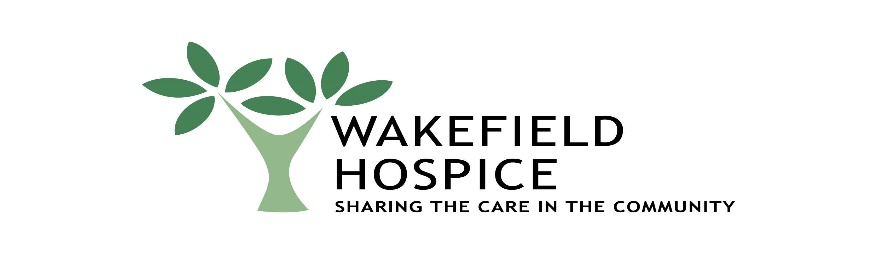 WAKEFIELD
HOSPICE
SHARING THE CARE IN THE COMMUNITY